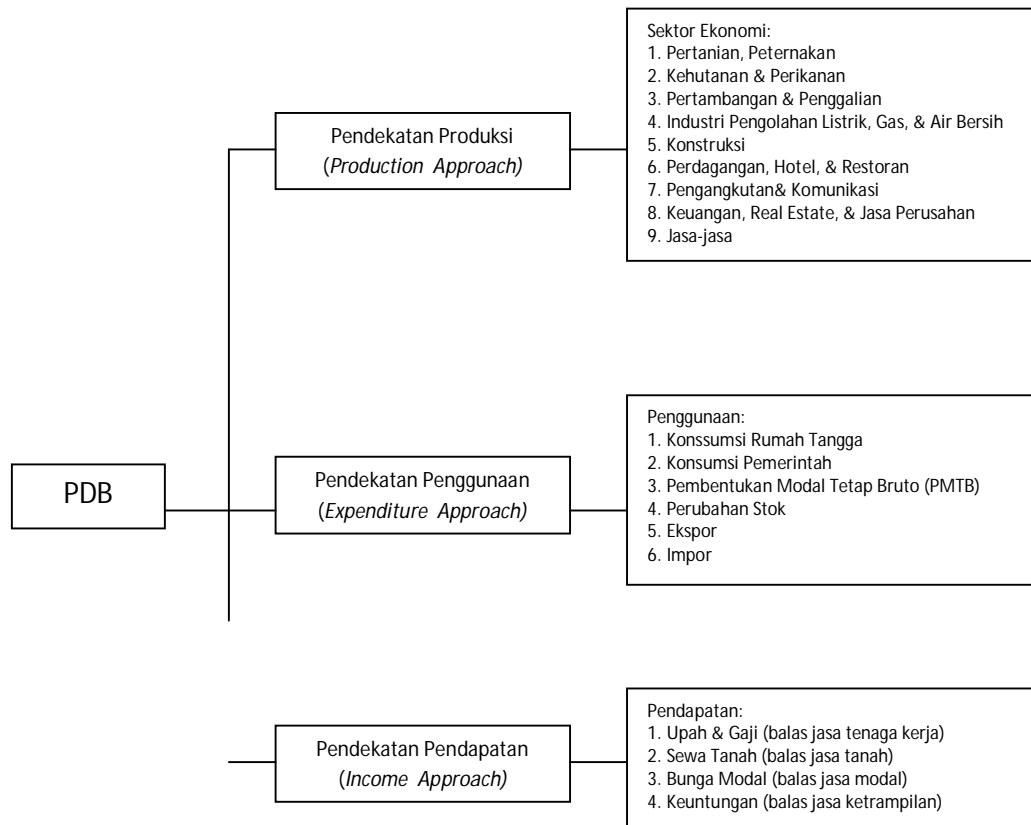 Sektor Ekonomi:
1. Pertanian, Peternakan
2. Kehutanan & Perikanan
3. Pertambangan & Penggalian
4. Industri Pengolahan Listrik, Gas, & Air Bersih
5. Konstruksi
6. Perdagangan, Hotel, & Restoran
7. Pengangkutan& Komunikasi
8. Keuangan, Real Estate, & Jasa Perusahan
9. Jasa-jasa
Pendekatan Produksi
(Production Approach)
PDB
Pendekatan Penggunaan
(Expenditure Approach)
Penggunaan:
1. Konssumsi Rumah Tangga
2. Konsumsi Pemerintah
3. Pembentukan Modal Tetap Bruto (PMTB)
4. Perubahan Stok
5. Ekspor
6. Impor
Pendekatan Pendapatan
(Income Approach)
Pendapatan:
1. Upah & Gaji (balas jasa tenaga kerja)
2. Sewa Tanah (balas jasa tanah)
3. Bunga Modal (balas jasa modal)
4. Keuntungan (balas jasa ketrampilan)